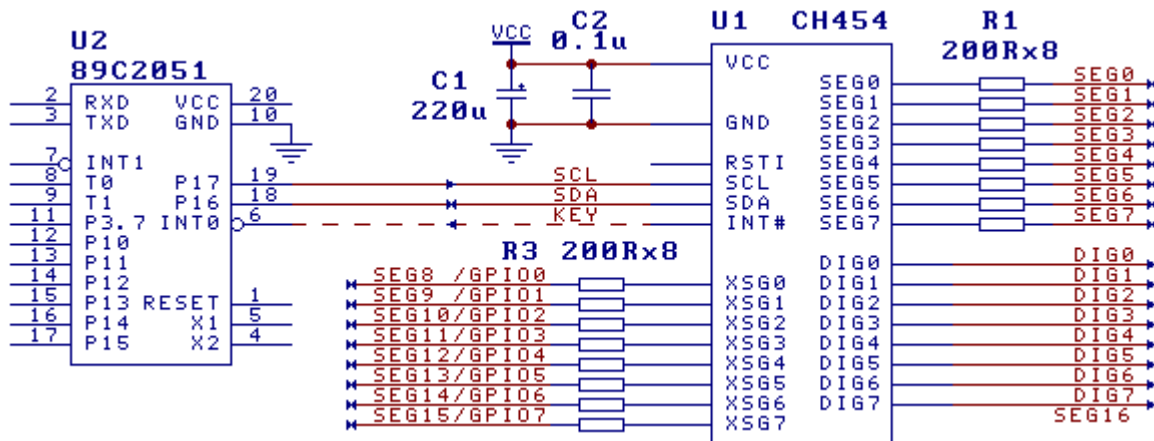 U2
89C2051
2 RXD VCC 20
3 TXD GND 10
7 INT1
8 T0 P17 19
9 T1 P16 18
11 P3.7 INT0 6
12 P10
13 P11
14 P12
15 P13 RESET 1
16 P14 X1 5
17 P15 X2 4
VCC
C2
0.1u
C1
220u
SCL
SDA
KEY
R3 200Rx8
SEG8 /GPIO0
SEG9 /GPIO1
SEG10/GPIO2
SEG11/GPIO3
SEG12/GPIO4
SEG13/GPIO5
SEG14/GPIO6
SEG15/GPIO7
U1 CH454
VCC
SEG0
SEG1
GND SEG2
SEG3
RSTI SEG4
SCL SEG5
SDA SEG6
INT# SEG7
DIG0
XSG0 DIG1
XSG1 DIG2
XSG2 DIG3
XSG3 DIG4
XSG4 DIG5
XSG5 DIG6
XSG6 DIG7
XSG7
R1
200Rx8
SEG0
SEG1
SEG2
SEG3
SEG4
SEG5
SEG6
SEG7
DIG0
DIG1
DIG2
DIG3
DIG4
DIG5
DIG6
DIG7
SEG16